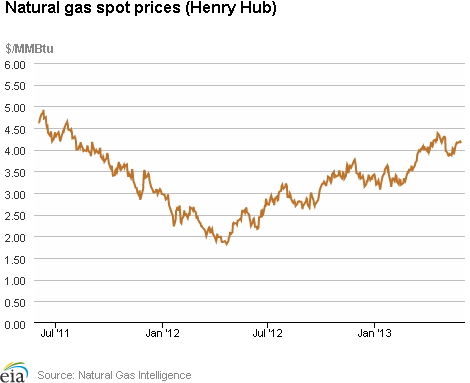 Natural gas spot prices (Henry Hub)
$/MMBtu
6.00
5.50
5.00
4.50
4.00
3.50
3.00
2.50
2.00
1.50
1.00
0.50
0.00
Jul '11
Jan '12
Jul '12
Jan '13
eia
Source: Natural Gas Intelligence